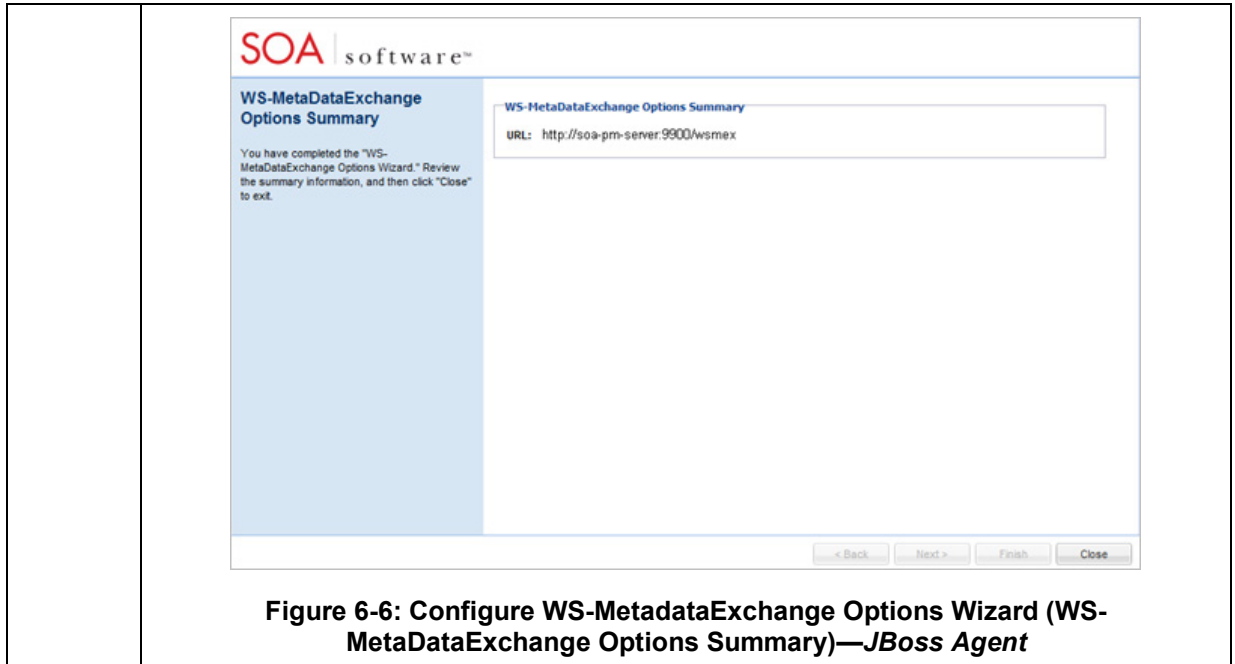 SOA software™
WS-MetaDataExchange
Options Summary
You have completed the "WS-
MetaDataExchange Options Wizard." Review
the summary information, and then click "Close"
to exit.
WS-MetaDataExchange Options Summary
URL: http://soa-pm-server:9900/wsmex
< Back Next > Finish Close
Figure 6-6: Configure WS-MetadataExchange Options Wizard (WS-
MetaDataExchange Options Summary)—JBoss Agent